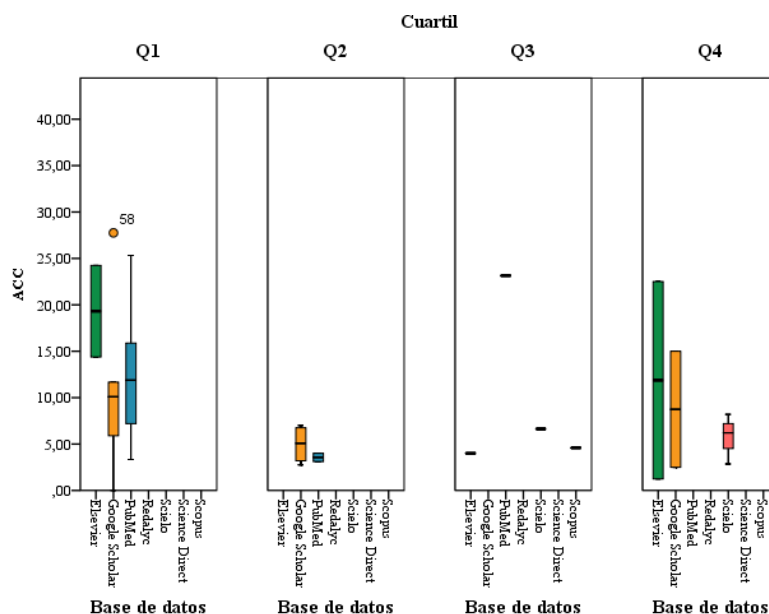 Cuartil
Q1 Q2 Q3 Q4
40,00
35,00
30,00
25,00
20,00
15,00
10,00
5,00
,00
ACC
58
Elsevier
Google Scholar
PubMed
Redalyc
Scielo
Science Direct
Scopus
Elsevier
Google Scholar
PubMed
Redalyc
Scielo
Science Direct
Scopus
Elsevier
Google Scholar
PubMed
Redalyc
Scielo
Science Direct
Scopus
Elsevier
Google Scholar
PubMed
Redalyc
Scielo
Science Direct
Scopus
Base de datos Base de datos Base de datos Base de datos